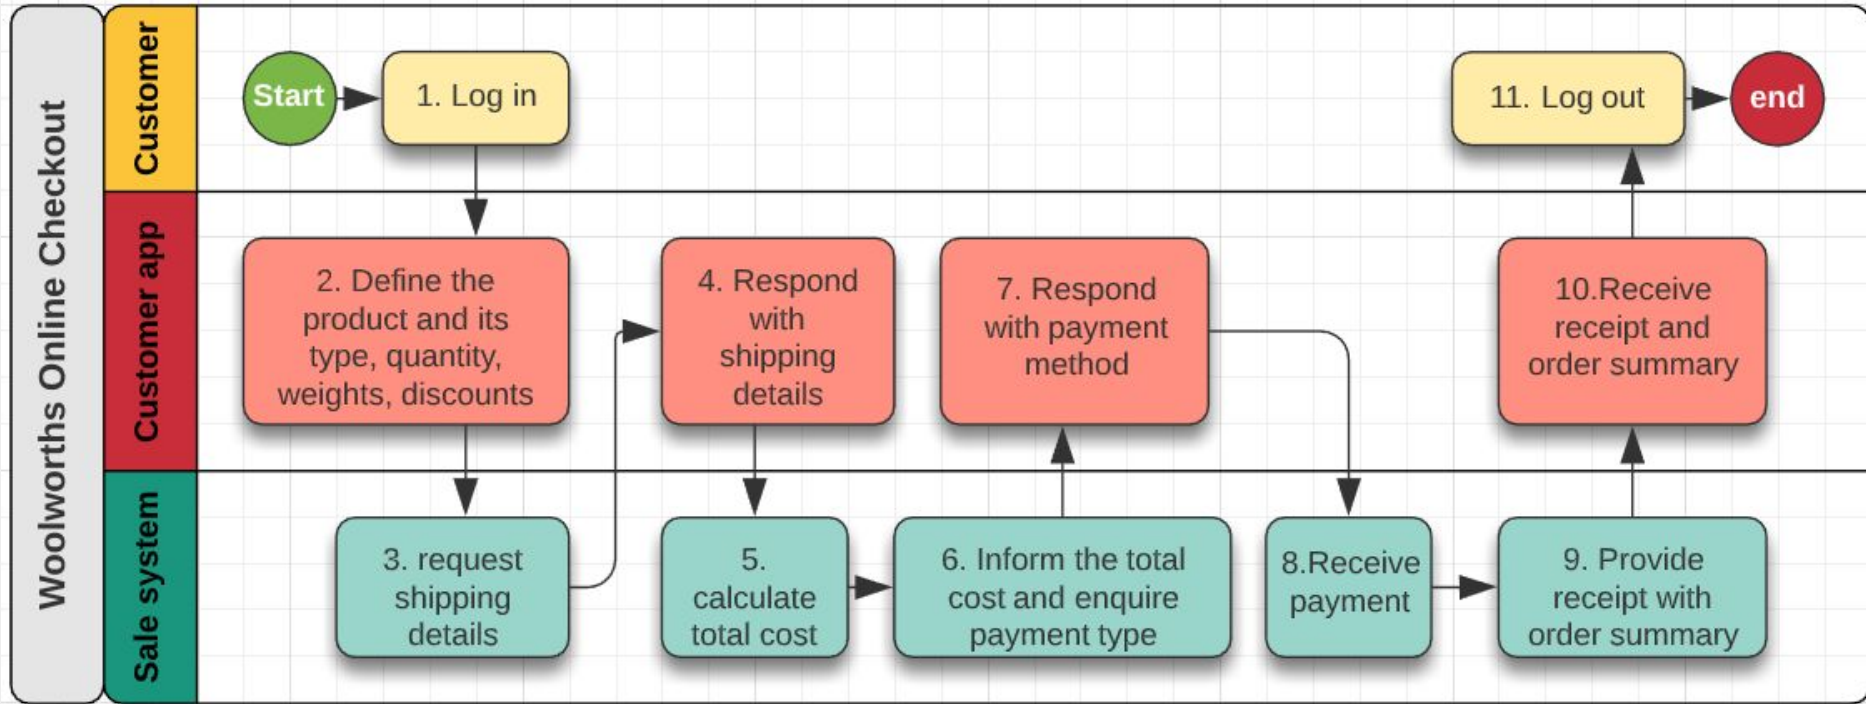 Woolworths Online Checkout
Customer
Start
1. Log in
11. Log out
end
Customer app
2. Define the
product and its
type, quantity,
weights, discounts
4. Respond
with
shipping
details
7. Respond
with payment
method
10.Receive
receipt and
order summary
Sale system
3. request
shipping
details
5.
calculate
total cost
6. Inform the total
cost and enquire
payment type
8.Receive
payment
9. Provide
receipt with
order summary